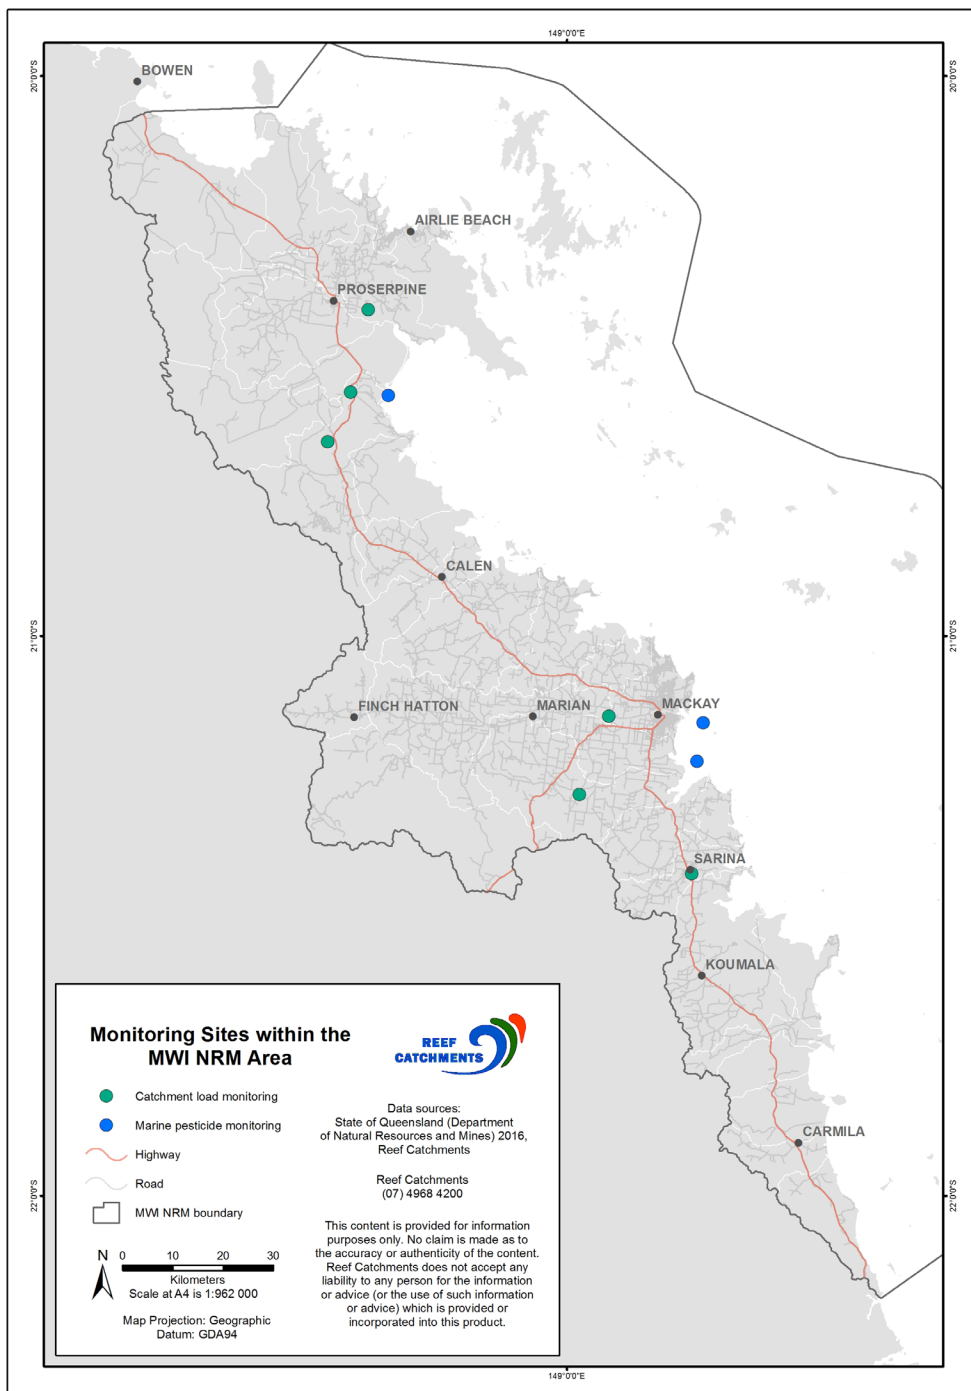 149°0'0"E
20°0'0"S
20°0'0"S
BOWEN
AIRLIE BEACH
PROSERPINE
CALEN
21°0'0"S
21°0'0"S
FINCH HATTON
MARIAN
MACKAY
SARINA
KOUMALA
CARMILA
22°0'0"S
22°0'0"S
Monitoring Sites within the
MWI NRM Area
Catchment load monitoring
Marine pesticide monitoring
Highway
Road
MWI NRM boundary
N
0 10 20 30
Kilometers
Scale at A4 is 1:962 000
Map Projection: Geographic
Datum: GDA94
REEF
CATCHMENTS
Data sources:
State of Queensland (Department
of Natural Resources and Mines) 2016,
Reef Catchments
Reef Catchments
(07) 4968 4200
This content is provided for information
purposes only. No claim is made as to
the accuracy or authenticity of the content.
Reef Catchments does not accept any
liability to any person for the information
or advice (or the use of such information
or advice) which is provided or
incorporated into this product.
149°0'0"E